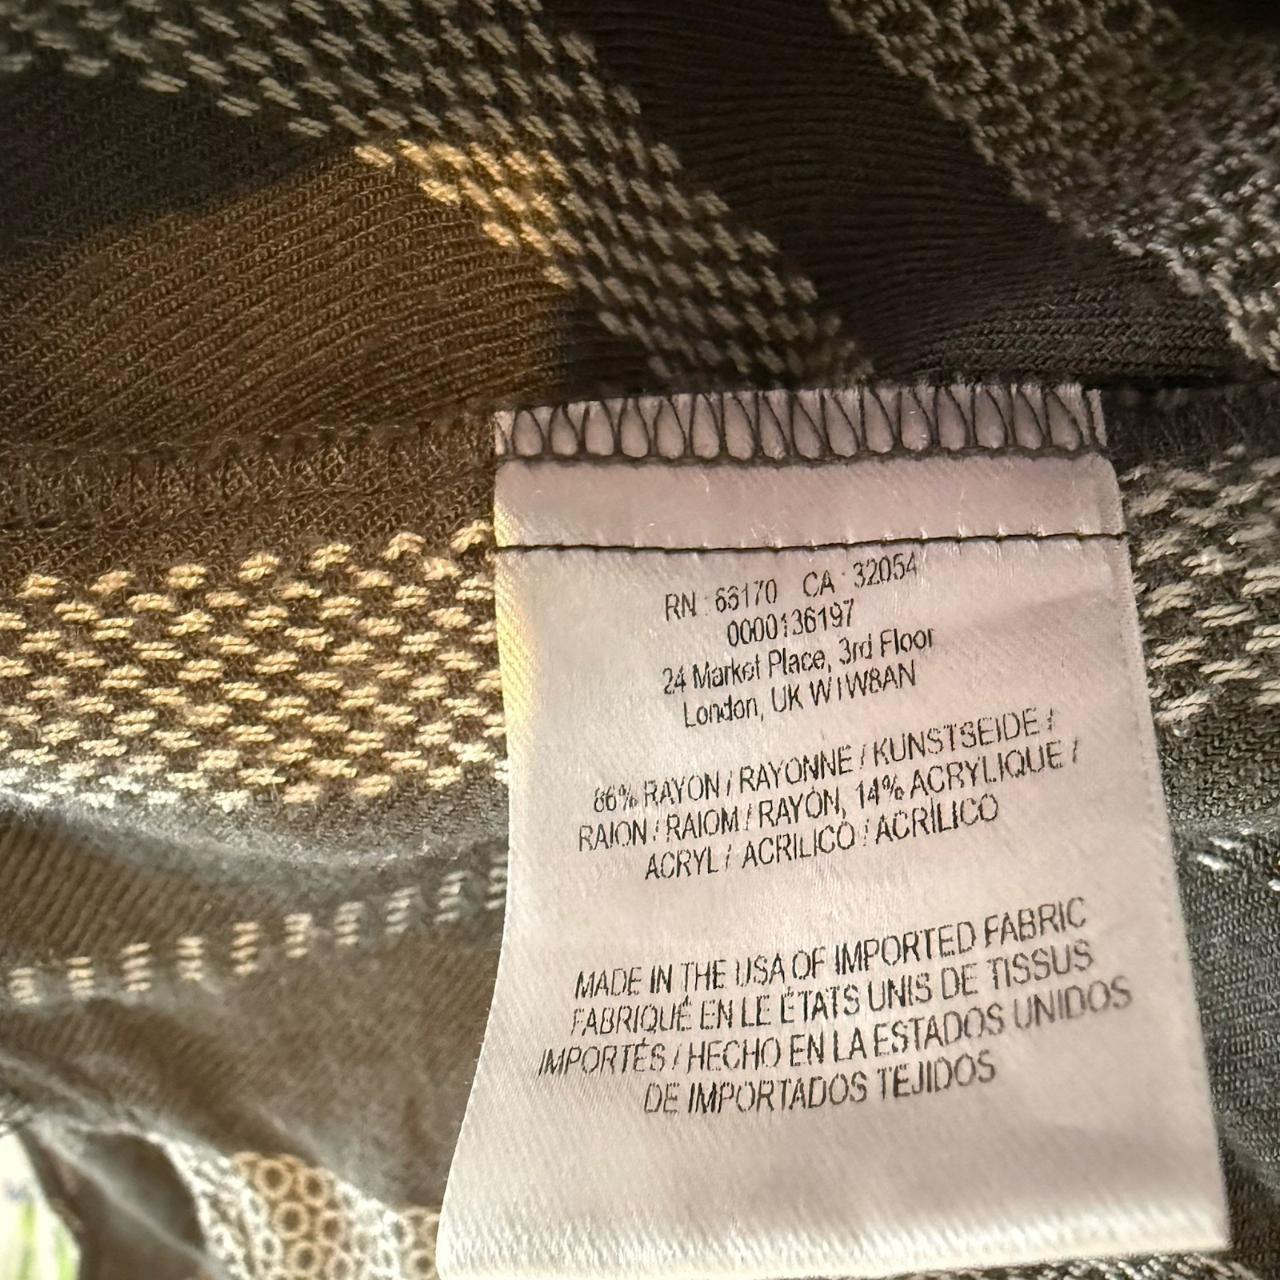 RN : 66170 CA : 32054
0000136197
24 Market Place, 3rd Floor
London, UK W1W8AN
86% RAYON / RAYONNE / KUNSTSEIDE /
RAION / RAIOM / RAYÓN, 14% ACRYLIQUE /
ACRYL / ACRILICO / ACRÍLICO
MADE IN THE USA OF IMPORTED FABRIC
FABRIQUÉ EN LE ÉTATS UNIS DE TISSUS
IMPORTÉS / HECHO EN LA ESTADOS UNIDOS
DE IMPORTADOS TEJIDOS